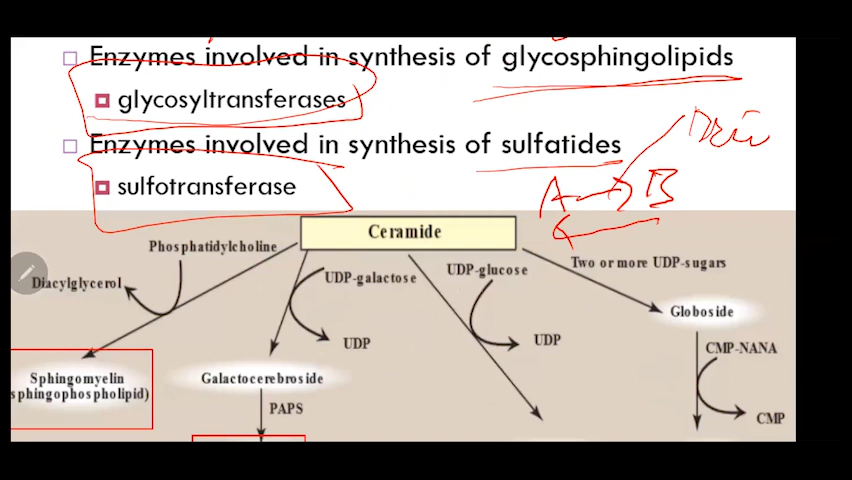 Enzymes involved in synthesis of glycosphingolipids
glycosyltransferases
Enzymes involved in synthesis of sulfatides
sulfotransferase
A B
Ceramide
Phosphatidylcholine
Diacylglycerol
UDP-galactose
UDP-glucose
Two or more UDP-sugars
UDP
UDP
Globoside
CMP-NANA
CMP
Sphingomyelin
sphingophospholipid)
Galactocerebroside
PAPS